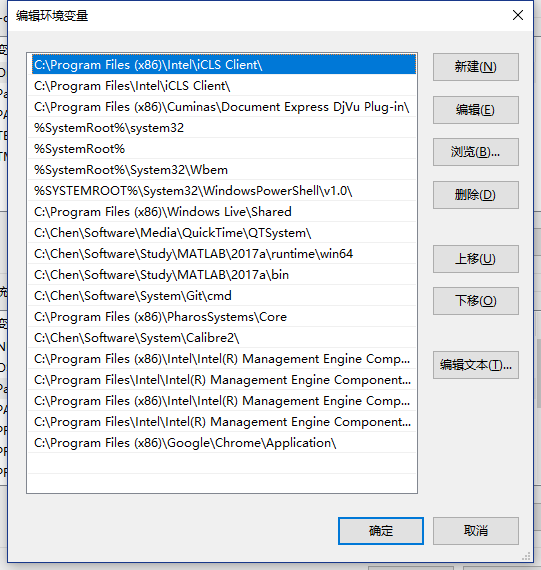 编辑环境变量
C:\Program Files (x86)\Intel\iCLS Client\
C:\Program Files\Intel\iCLS Client\
C:\Program Files (x86)\Cuminas\Document Express DjVu Plug-in\
%SystemRoot%\system32
%SystemRoot%
%SystemRoot%\System32\Wbem
%SYSTEMROOT%\System32\WindowsPowerShell\v1.0\
C:\Program Files (x86)\Windows Live\Shared
C:\Chen\Software\Media\QuickTime\QTSystem\
C:\Chen\Software\Study\MATLAB\2017a\runtime\win64
C:\Chen\Software\Study\MATLAB\2017a\bin
C:\Chen\Software\System\Git\cmd
C:\Program Files (x86)\PharosSystems\Core
C:\Chen\Software\System\Calibre2\
C:\Program Files (x86)\Intel\Intel(R) Management Engine Comp...
C:\Program Files\Intel\Intel(R) Management Engine Component...
C:\Program Files (x86)\Intel\Intel(R) Management Engine Comp...
C:\Program Files\Intel\Intel(R) Management Engine Component...
C:\Program Files (x86)\Google\Chrome\Application\
新建(N)
编辑(E)
浏览(B)...
删除(D)
上移(U)
下移(O)
编辑文本(T)...
确定
取消